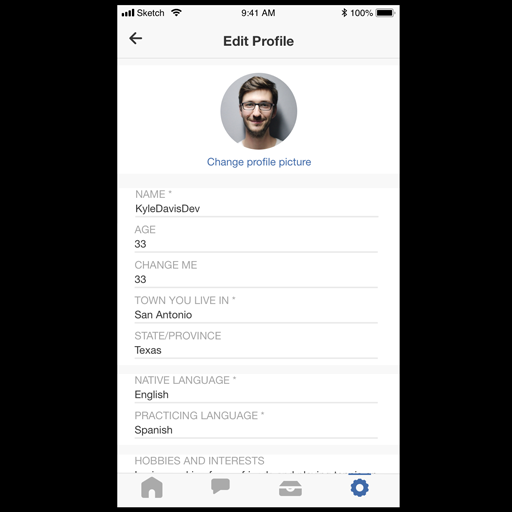 Sketch 9:41 AM 100%
Edit Profile
Change profile picture
NAME *
KyleDavisDev
AGE
33
CHANGE ME
33
TOWN YOU LIVE IN *
San Antonio
STATE/PROVINCE
Texas
NATIVE LANGUAGE *
English
PRACTICING LANGUAGE *
Spanish
HOBBIES AND INTERESTS